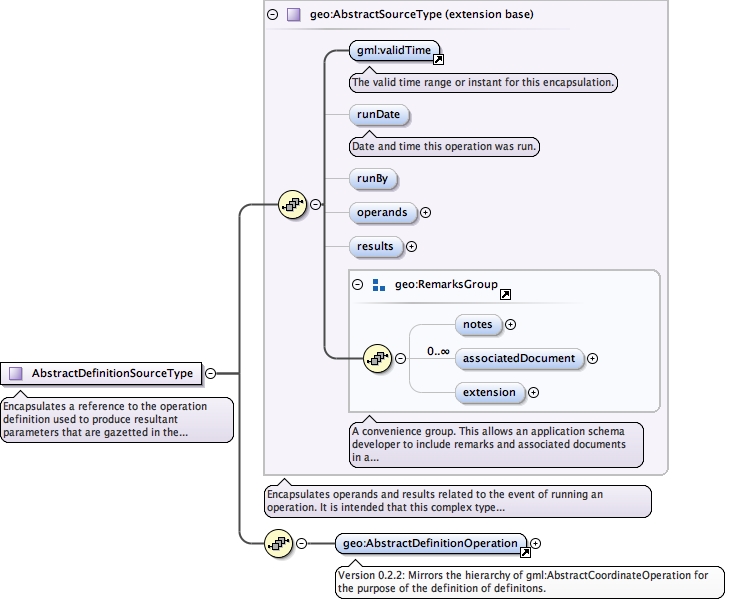 geo:AbstractSourceType (extension base)
gml:validTime
The valid time range or instant for this encapsulation.
runDate
Date and time this operation was run.
runBy
operands
results
geo:RemarksGroup
notes
0..∞
associatedDocument
extension
A convenience group. This allows an application schema
developer to include remarks and associated documents
in a...
AbstractDefinitionSourceType
Encapsulates a reference to the operation
definition used to produce resultant
parameters that are gazetted in the...
Encapsulates operands and results related to the event of running an
operation. It is intended that this complex type...
geo:AbstractDefinitionOperation
Version 0.2.2: Mirrors the hierarchy of gml:AbstractCoordinateOperation for
the purpose of the definition of definitons.